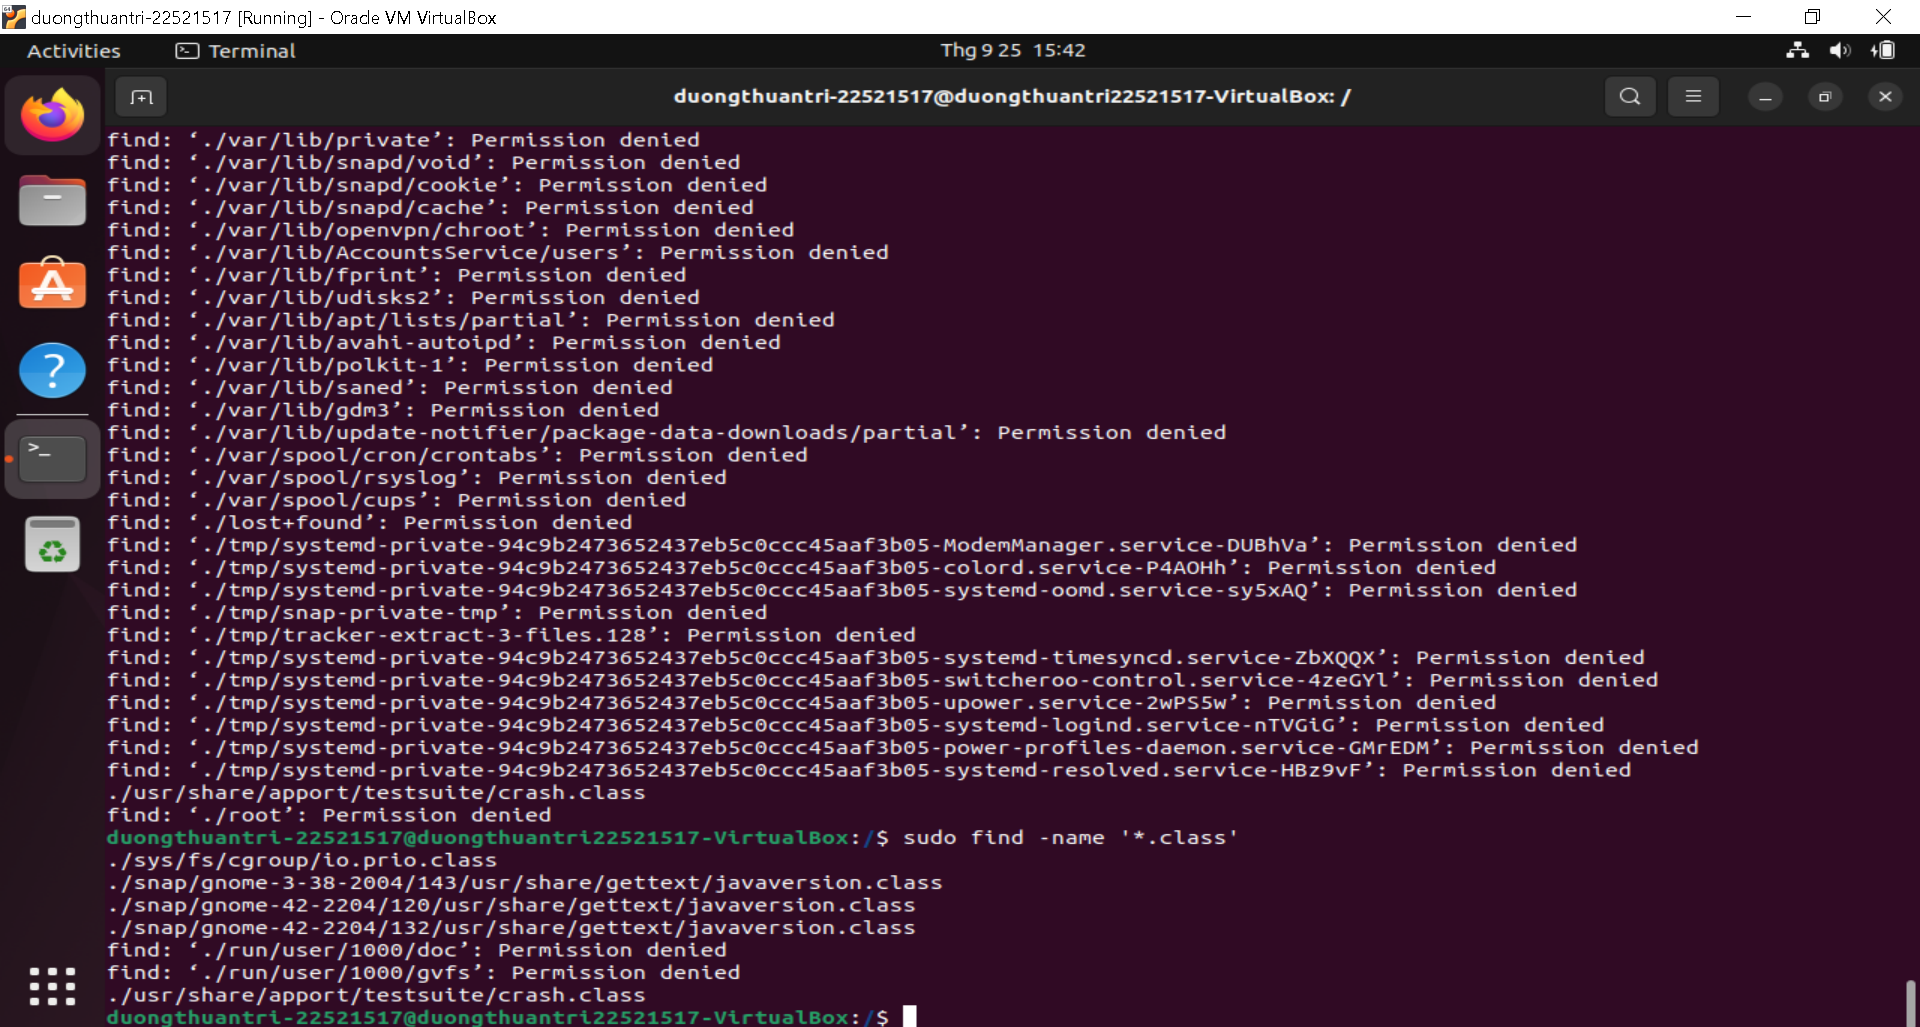 duongthuantri-22521517 [Running] - Oracle VM VirtualBox
Activities Terminal Thg 9 25 15:42
duongthuantri-22521517@duongthuantri22521517-VirtualBox: /
find: ‘./var/lib/private’: Permission denied
find: ‘./var/lib/snapd/void’: Permission denied
find: ‘./var/lib/snapd/cookie’: Permission denied
find: ‘./var/lib/snapd/cache’: Permission denied
find: ‘./var/lib/openvpn/chroot’: Permission denied
find: ‘./var/lib/AccountsService/users’: Permission denied
find: ‘./var/lib/fprint’: Permission denied
find: ‘./var/lib/udisks2’: Permission denied
find: ‘./var/lib/apt/lists/partial’: Permission denied
find: ‘./var/lib/avahi-autoipd’: Permission denied
find: ‘./var/lib/polkit-1’: Permission denied
find: ‘./var/lib/saned’: Permission denied
find: ‘./var/lib/gdm3’: Permission denied
find: ‘./var/lib/update-notifier/package-data-downloads/partial’: Permission denied
find: ‘./var/spool/cron/crontabs’: Permission denied
find: ‘./var/spool/rsyslog’: Permission denied
find: ‘./var/spool/cups’: Permission denied
find: ‘./lost+found’: Permission denied
find: ‘./tmp/systemd-private-94c9b2473652437eb5c0ccc45aaf3b05-ModemManager.service-DUBhVa’: Permission denied
find: ‘./tmp/systemd-private-94c9b2473652437eb5c0ccc45aaf3b05-colord.service-P4AOHh’: Permission denied
find: ‘./tmp/systemd-private-94c9b2473652437eb5c0ccc45aaf3b05-systemd-oomd.service-sy5xAQ’: Permission denied
find: ‘./tmp/snap-private-tmp’: Permission denied
find: ‘./tmp/tracker-extract-3-files.128’: Permission denied
find: ‘./tmp/systemd-private-94c9b2473652437eb5c0ccc45aaf3b05-systemd-timesyncd.service-ZbXQQX’: Permission denied
find: ‘./tmp/systemd-private-94c9b2473652437eb5c0ccc45aaf3b05-switcheroo-control.service-4zeGYl’: Permission denied
find: ‘./tmp/systemd-private-94c9b2473652437eb5c0ccc45aaf3b05-upower.service-2wPS5w’: Permission denied
find: ‘./tmp/systemd-private-94c9b2473652437eb5c0ccc45aaf3b05-systemd-logind.service-nTVGiG’: Permission denied
find: ‘./tmp/systemd-private-94c9b2473652437eb5c0ccc45aaf3b05-power-profiles-daemon.service-GMrEDM’: Permission denied
find: ‘./tmp/systemd-private-94c9b2473652437eb5c0ccc45aaf3b05-systemd-resolved.service-HBz9vF’: Permission denied
./usr/share/apport/testsuite/crash.class
find: ‘./root’: Permission denied
duongthuantri-22521517@duongthuantri22521517-VirtualBox:/$ sudo find -name '*.class'
./sys/fs/cgroup/io.prio.class
./snap/gnome-3-38-2004/143/usr/share/gettext/javaversion.class
./snap/gnome-42-2204/120/usr/share/gettext/javaversion.class
./snap/gnome-42-2204/132/usr/share/gettext/javaversion.class
find: ‘./run/user/1000/doc’: Permission denied
find: ‘./run/user/1000/gvfs’: Permission denied
./usr/share/apport/testsuite/crash.class
duongthuantri-22521517@duongthuantri22521517-VirtualBox:/$